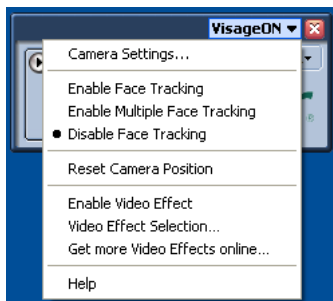 VisageON
Camera Settings...
Enable Face Tracking
Enable Multiple Face Tracking
Disable Face Tracking
Reset Camera Position
Enable Video Effect
Video Effect Selection...
Get more Video Effects online...
Help